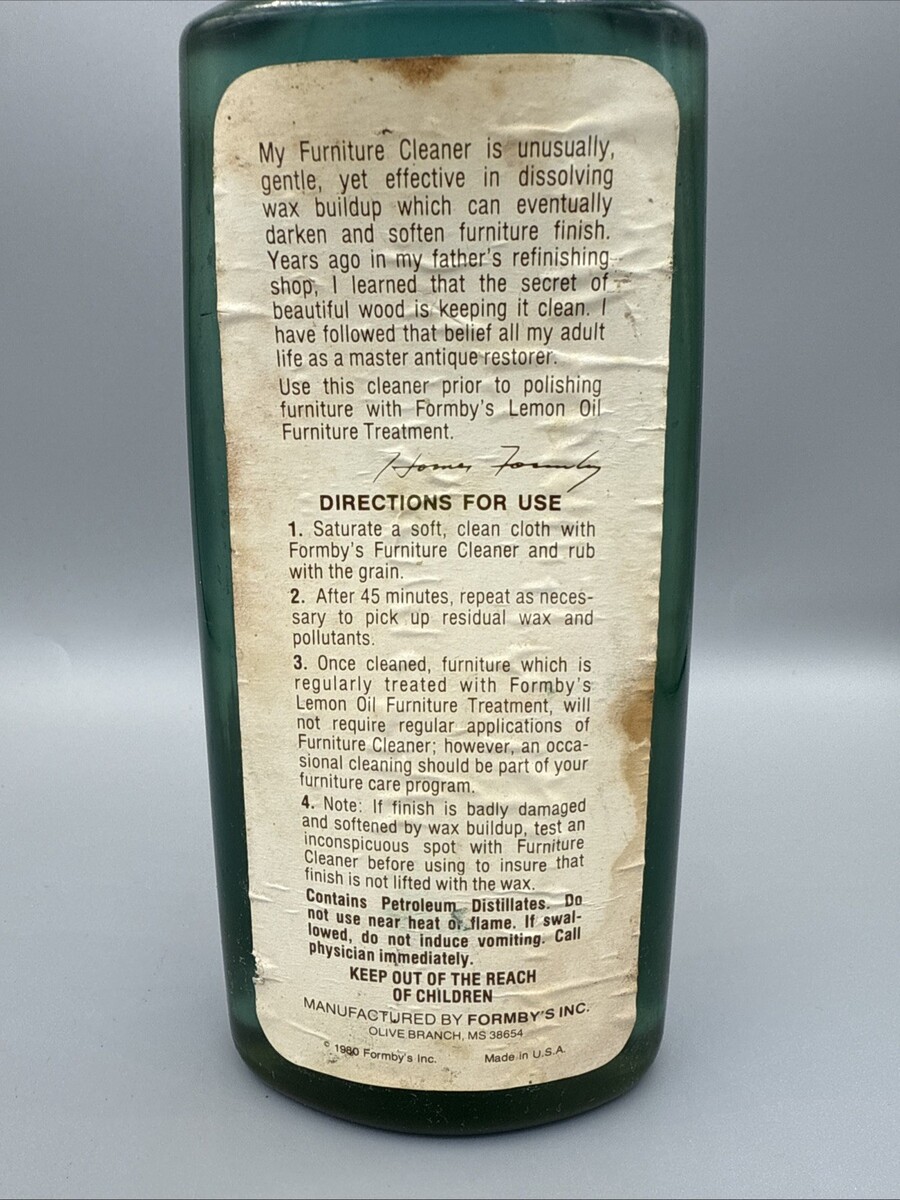 My Furniture Cleaner is unusually,
gentle, yet effective in dissolving
wax buildup which can eventually
darken and soften furniture finish.
Years ago in my father's refinishing
shop, I learned that the secret of
beautiful wood is keeping it clean. I
have followed that belief all my adult
life as a master antique restorer.
Use this cleaner prior to polishing
furniture with Formby's Lemon Oil
Furniture Treatment.
Homer Formby
DIRECTIONS FOR USE
1. Saturate a soft, clean cloth with
Formby's Furniture Cleaner and rub
with the grain.
2. After 45 minutes, repeat as neces-
sary to pick up residual wax and
pollutants.
3. Once cleaned, furniture which is
regularly treated with Formby's
Lemon Oil Furniture Treatment, will
not require regular applications of
Furniture Cleaner; however, an occa-
sional cleaning should be part of your
furniture care program.
4. Note: If finish is badly damaged
and softened by wax buildup, test an
inconspicuous spot with Furniture
Cleaner before using to insure that
finish is not lifted with the wax.
Contains Petroleum Distillates. Do
not use near heat or flame. If swal-
lowed, do not induce vomiting. Call
physician immediately.
KEEP OUT OF THE REACH
OF CHILDREN
MANUFACTURED BY FORMBY'S INC.
OLIVE BRANCH, MS 38654
© 1980 Formby's Inc. Made in U.S.A.